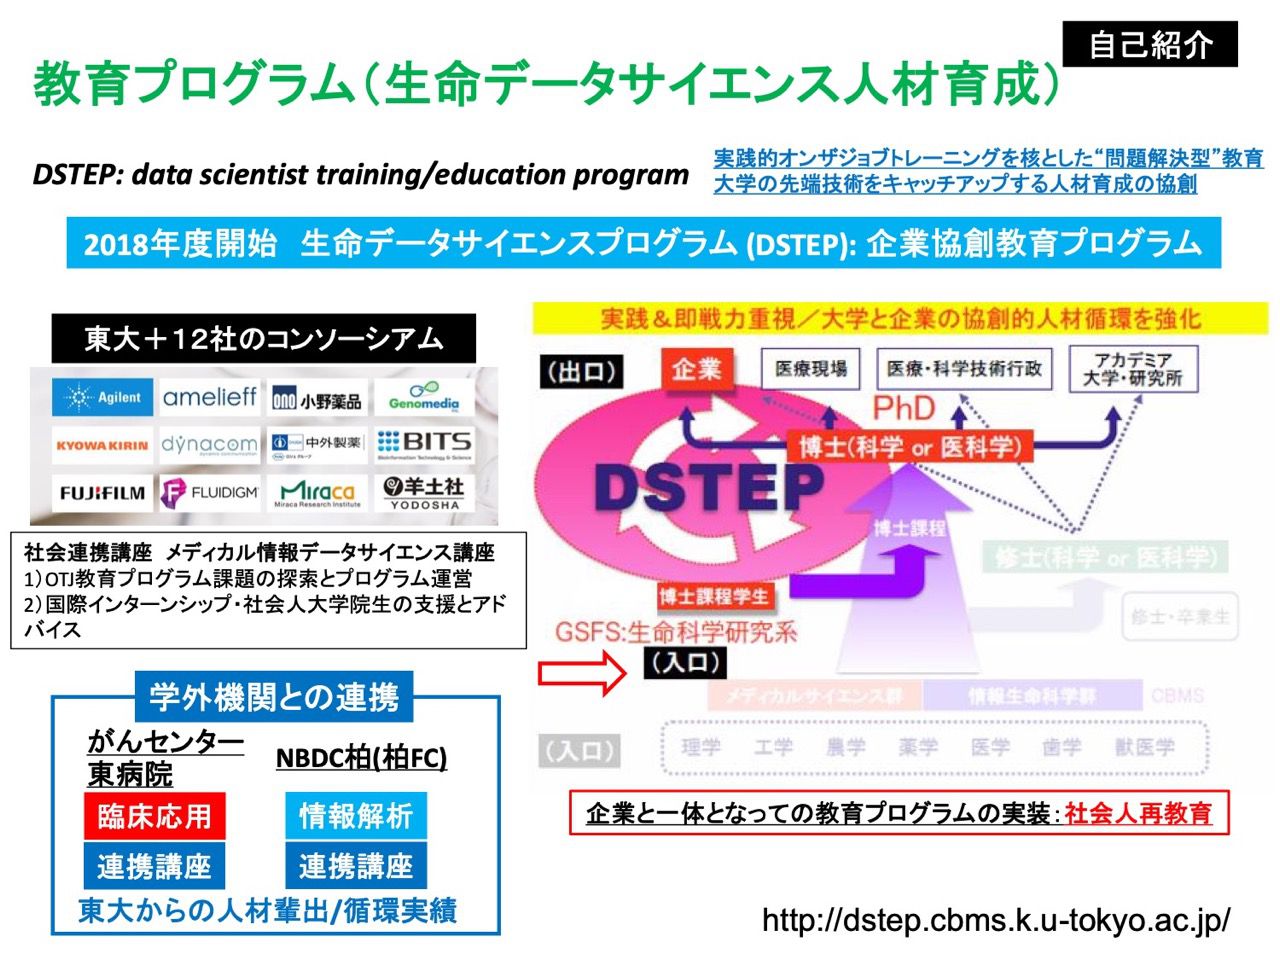 自己紹介
教育プログラム(生命データサイエンス人材育成)
DSTEP: data scientist training/education program
実践的オンザジョブトレーニングを核とした“問題解決型”教育
大学の先端技術をキャッチアップする人材育成の協創
2018年度開始　生命データサイエンスプログラム (DSTEP): 企業協創教育プログラム
東大＋１２社のコンソーシアム
Agilent
amelieff
ono 小野薬品
Genomedia
KYOWA KIRIN
dynacom
中外製薬
BITS
Bioinformation Technology & Science
FUJIFILM
FLUIDIGM
Miraca
Miraca Research Institute
羊土社
YODOSHA
社会連携講座　メディカル情報データサイエンス講座
1)OTJ教育プログラム課題の探索とプログラム運営
2)国際インターンシップ・社会人大学院生の支援とアド
バイス
学外機関との連携
がんセンター
東病院
NBDC柏(柏FC)
臨床応用
情報解析
連携講座
連携講座
東大からの人材輩出/循環実績
実践＆即戦力重視／大学と企業の協創的人材循環を強化
(出口)
企業
医療現場
医療・科学技術行政
アカデミア
大学・研究所
PhD
博士(科学 or 医科学)
DSTEP
博士課程
修士(科学 or 医科学)
博士課程学生
修士・卒業生
GSFS:生命科学研究系
(入口)
メディカルサイエンス群
情報生命科学群
CBMS
(入口)
理学　工学　農学　薬学　医学　歯学　獣医学
企業と一体となっての教育プログラムの実装：社会人再教育
http://dstep.cbms.k.u-tokyo.ac.jp/